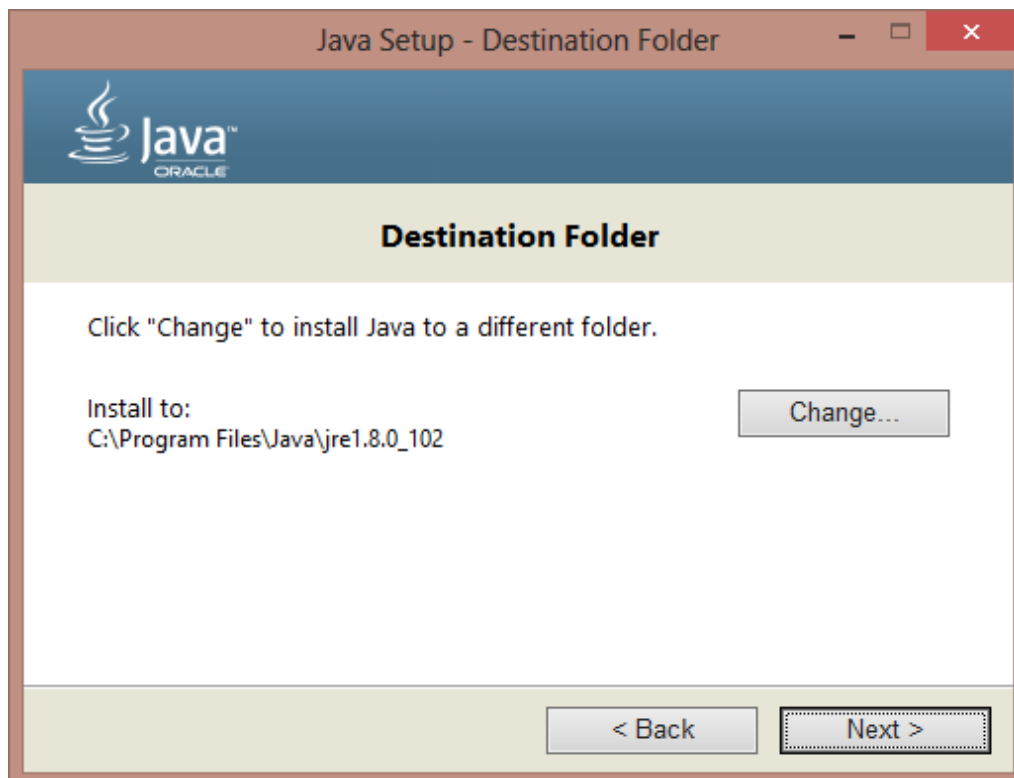 Java Setup - Destination Folder
Java™
ORACLE
Destination Folder
Click "Change" to install Java to a different folder.
Install to:
C:\Program Files\Java\jre1.8.0_102
Change...
< Back
Next >